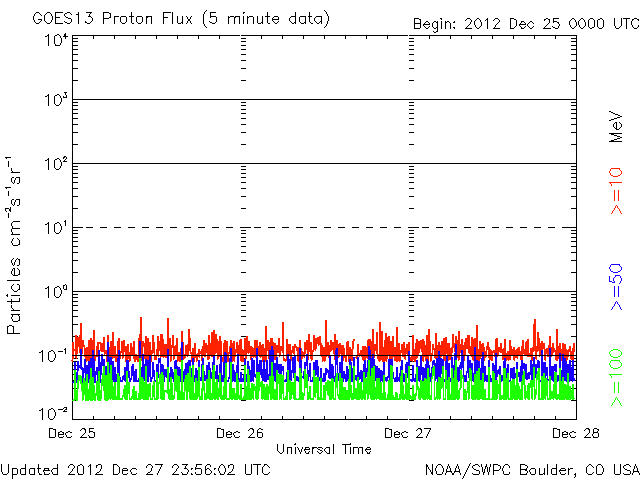 GOES13 Proton Flux (5 minute data)
Begin: 2012 Dec 25 0000 UTC
10⁴
10³
10²
10¹
10⁰
10⁻¹
10⁻²
Particles cm⁻²s⁻¹sr⁻¹
MeV
>=10
>=50
>=100
Dec 25
Dec 26
Dec 27
Dec 28
Universal Time
Updated 2012 Dec 27 23:56:02 UTC
NOAA/SWPC Boulder, CO USA